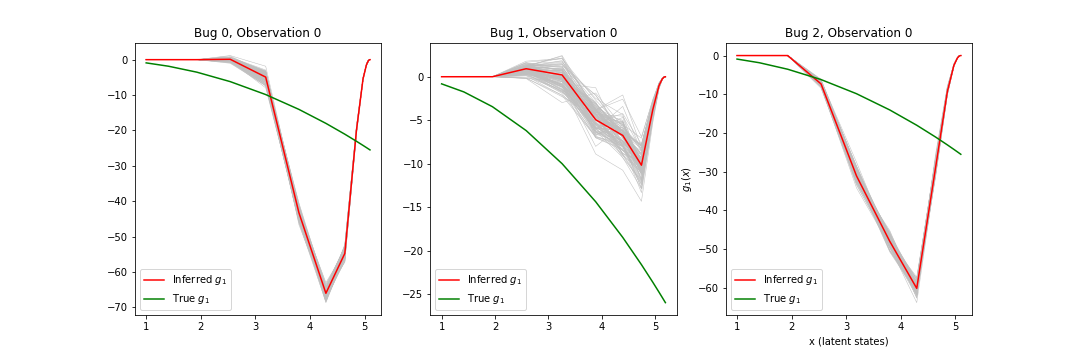 Bug 0, Observation 0
0
−10
−20
−30
−40
−50
−60
−70
1 2 3 4 5
Inferred g₁
True g₁
Bug 1, Observation 0
0
−5
−10
−15
−20
−25
1 2 3 4 5
Inferred g₁
True g₁
Bug 2, Observation 0
g₁(x)
0
−10
−20
−30
−40
−50
−60
1 2 3 4 5
x (latent states)
Inferred g₁
True g₁